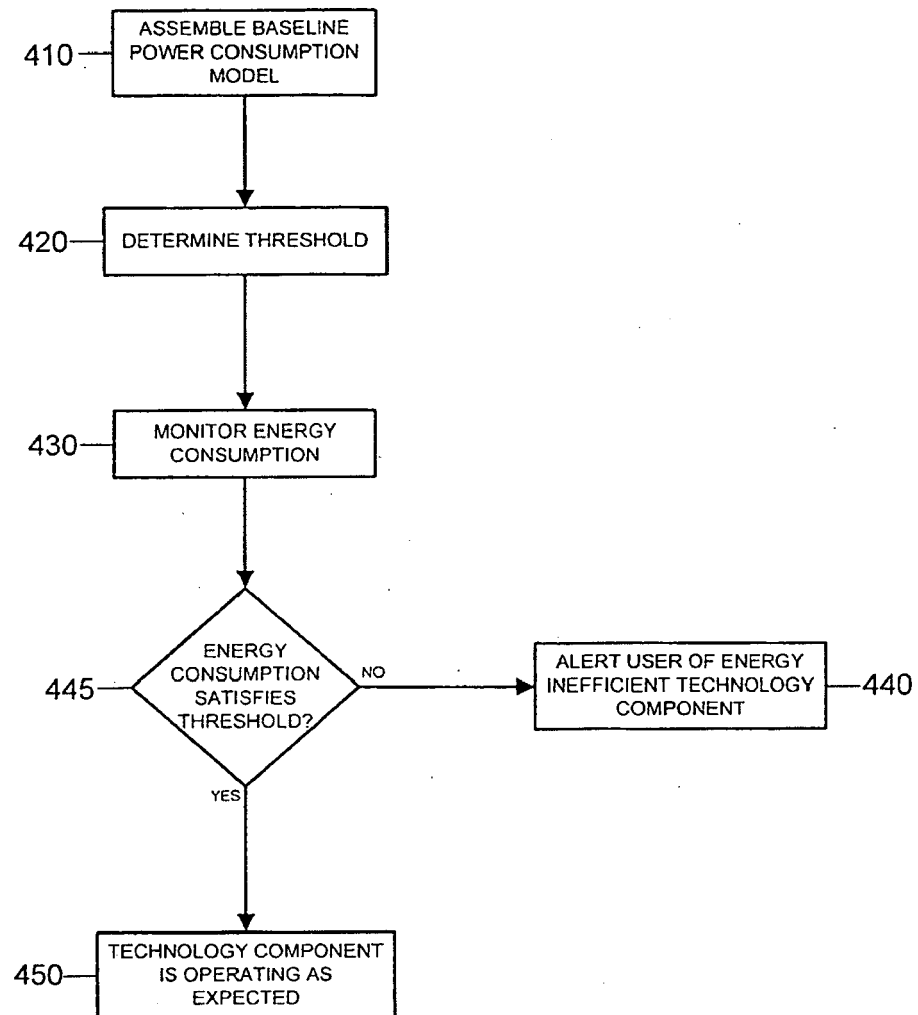 410
ASSEMBLE BASELINE
POWER CONSUMPTION
MODEL
420
DETERMINE THRESHOLD
430
MONITOR ENERGY
CONSUMPTION
445
ENERGY
CONSUMPTION
SATISFIES
THRESHOLD?
NO
ALERT USER OF ENERGY
INEFFICIENT TECHNOLOGY
COMPONENT
440
YES
450
TECHNOLOGY COMPONENT
IS OPERATING AS
EXPECTED